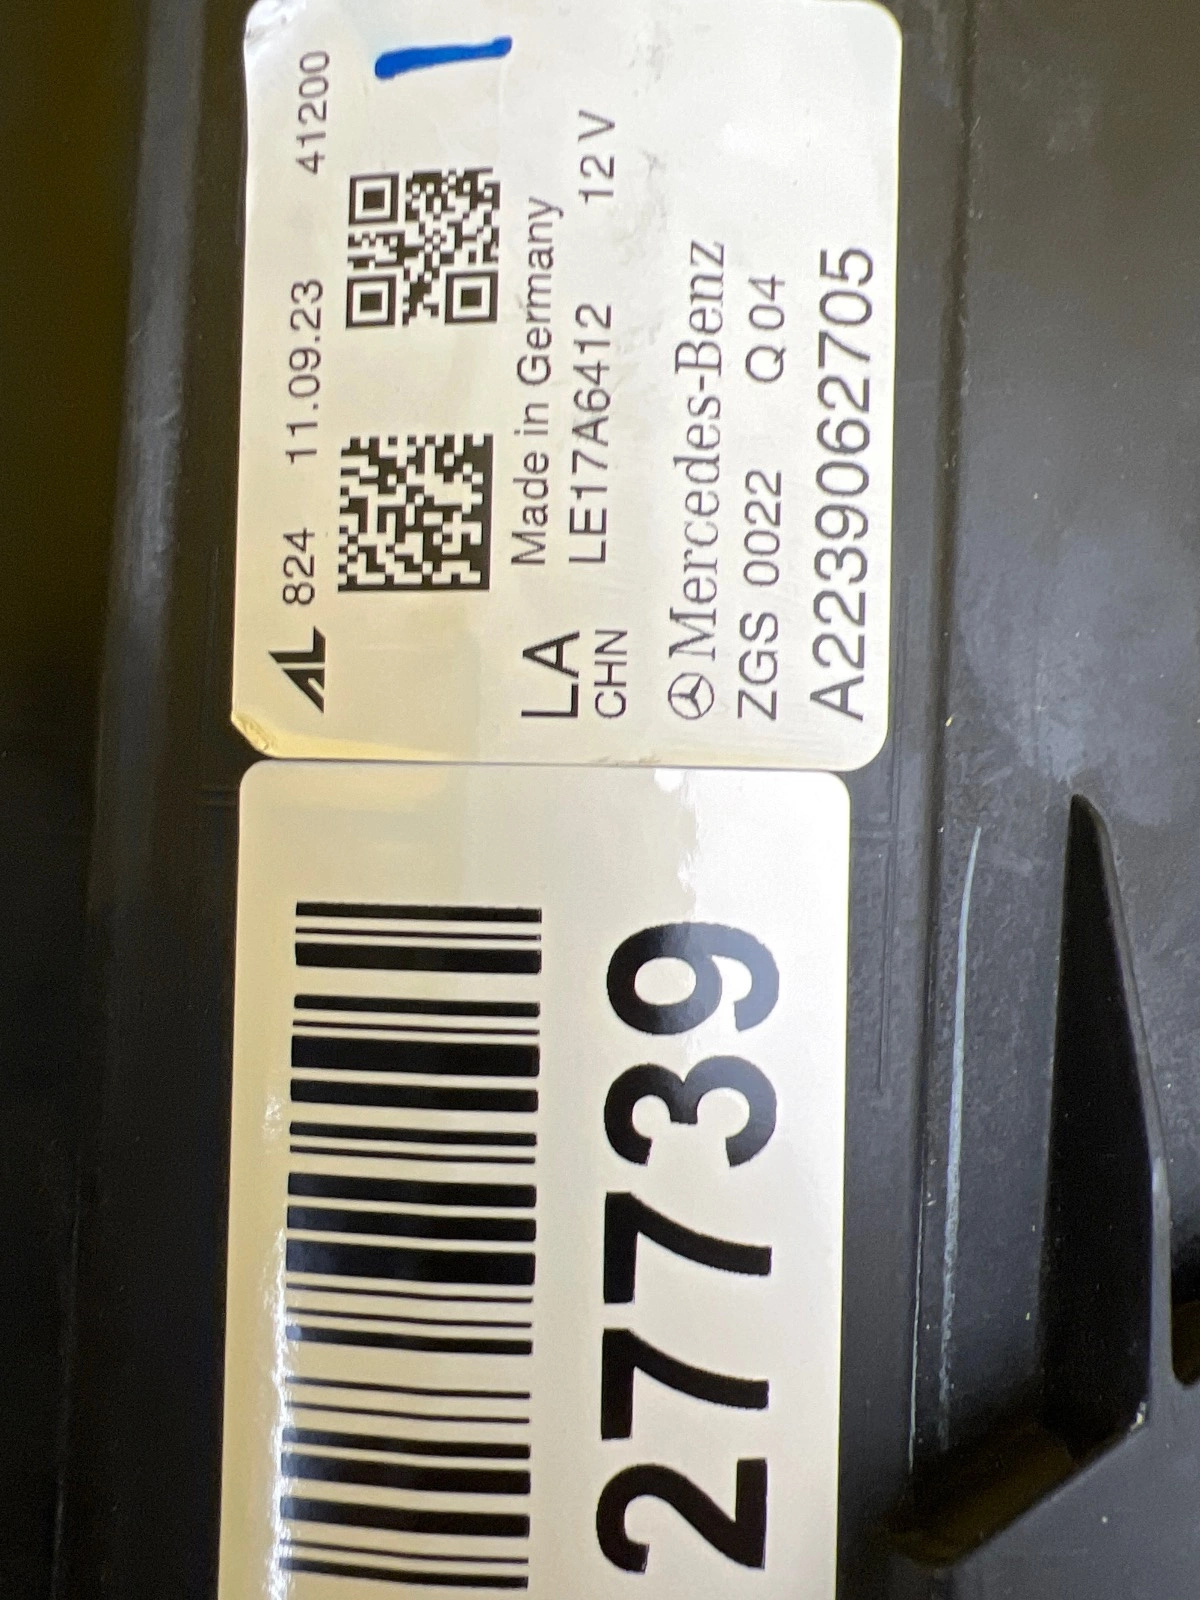 AL 824 11.09.23 41200
Made in Germany
LA LE17A6412 12 V
CHN
Mercedes-Benz
ZGS 0022 Q 04
A2239062705
27739